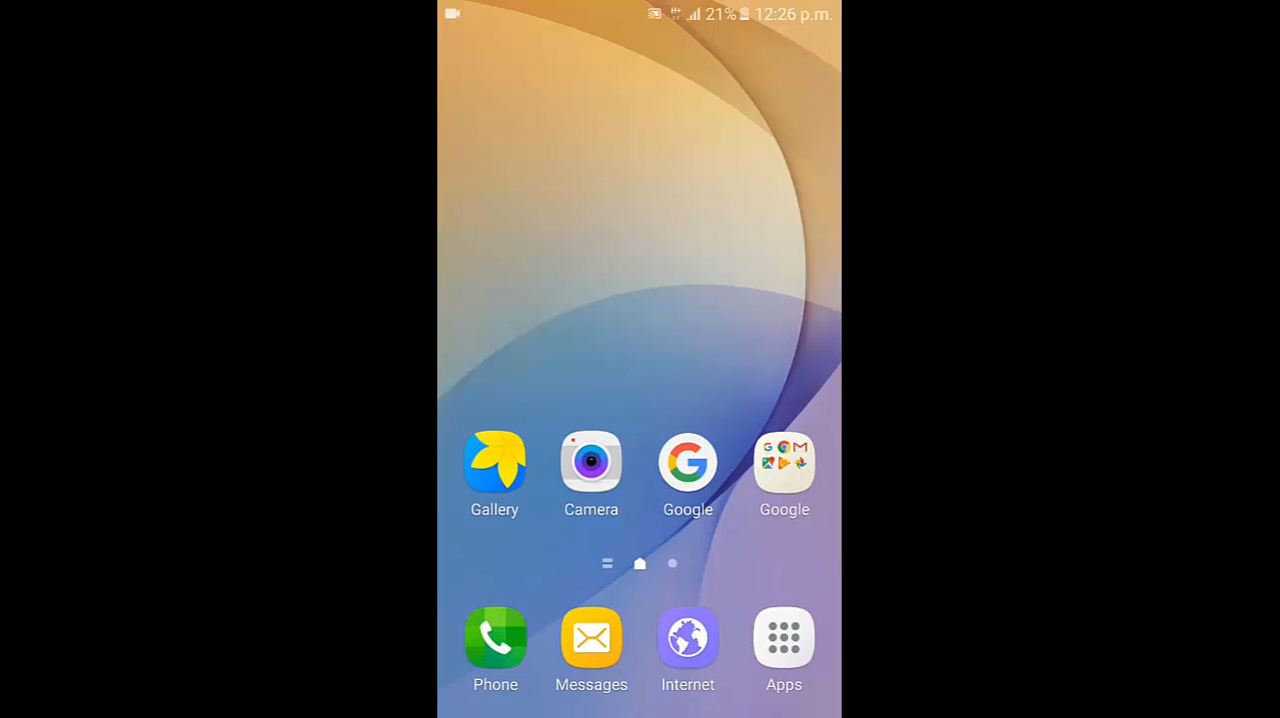 21% 12:26 p.m.
Gallery
Camera
Google
Google
Phone
Messages
Internet
Apps